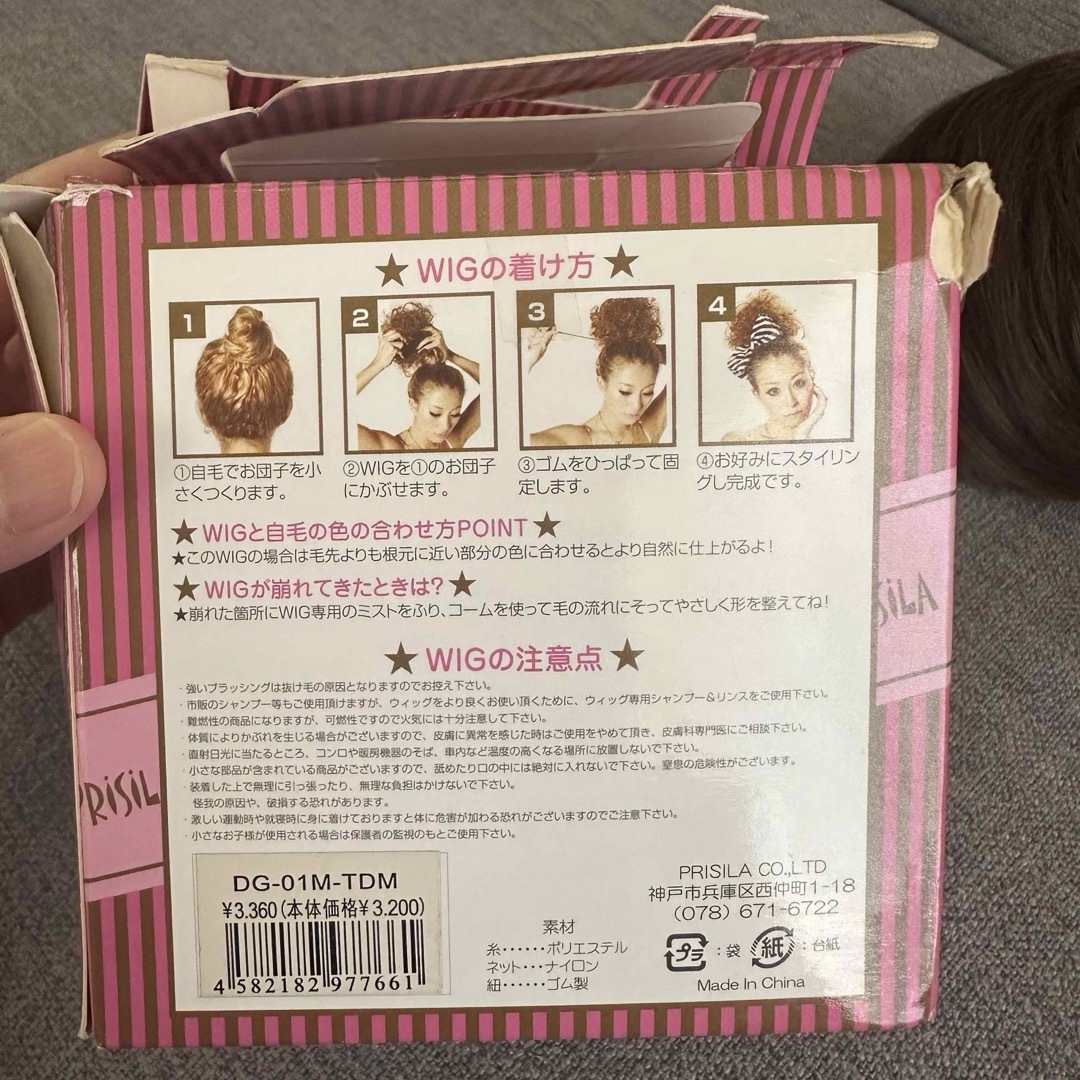 ★ WIGの着け方 ★
1
2
3
4
①自毛でお団子を小
さくつくります。
②WIGを①のお団子
にかぶせます。
③ゴムをひっぱって固
定します。
④お好みにスタイリン
グし完成です。
★ WIGと自毛の色の合わせ方POINT ★
★このWIGの場合は毛先よりも根元に近い部分の色に合わせるとより自然に仕上がるよ！
★ WIGが崩れてきたときは？ ★
★崩れた箇所にWIG専用のミストをふり、コームを使って毛の流れにそってやさしく形を整えてね！
★ WIGの注意点 ★
・強いブラッシングは抜け毛の原因となりますのでお控え下さい。
・市販のシャンプー等もご使用頂けますが、ウィッグをより良くお使い頂くために、ウィッグ専用シャンプー＆リンスをご使用下さい。
・難燃性の商品になりますが、可燃性ですので火気には十分注意して下さい。
・体質によりかぶれを生じる場合がございますので、皮膚に異常を感じた時はご使用をやめて頂き、皮膚科専門医にご相談下さい。
・直射日光に当たるところ、コンロや暖房機器のそば、車内など温度の高くなる場所に放置しないで下さい。
・小さな部品が含まれている商品がございますので、舐めたり口の中には絶対に入れないで下さい。窒息の危険性がございます。
・装着した上で無理に引っ張ったり、無理な負担はかけないで下さい。
怪我の原因や、破損する恐れがあります。
・激しい運動時や就寝時に身に着けておりますと体に危害が加わる恐れがございますのでご注意下さい。
・小さなお子様が使用される場合は保護者の監視のもとご使用下さい。
DG-01M-TDM
¥3,360(本体価格¥3,200)
4 582182 977661
素材
糸……ポリエステル
ネット…ナイロン
紐……ゴム製
PRISILA CO.,LTD
神戸市兵庫区西仲町1-18
（078）671-6722
プラ：袋 紙：台紙
Made In China
PRiSiL
SiLA